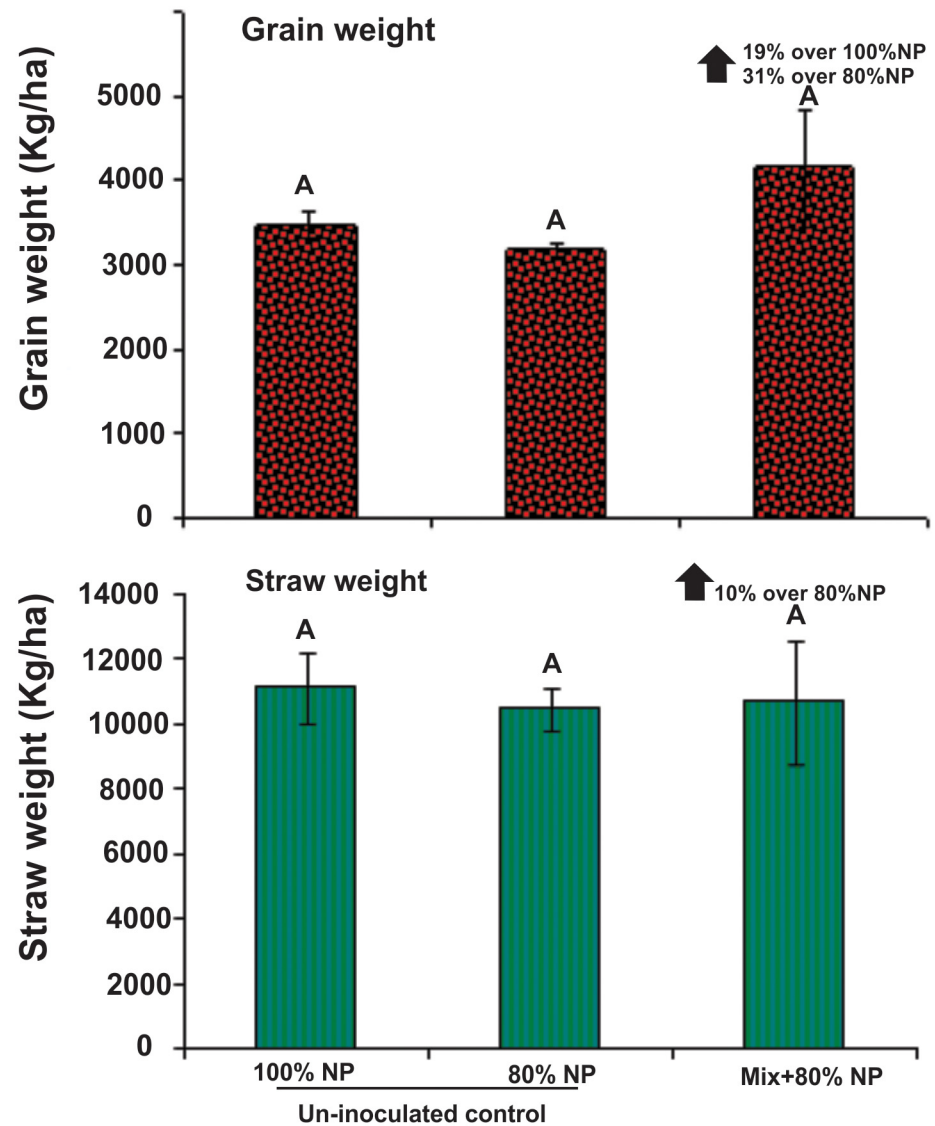 Grain weight
19% over 100%NP
31% over 80%NP
Grain weight (Kg/ha)
5000
4000
3000
2000
1000
0
A
A
A
Straw weight
10% over 80%NP
Straw weight (Kg/ha)
14000
12000
10000
8000
6000
4000
2000
0
A
A
A
100% NP
80% NP
Mix+80% NP
Un-inoculated control